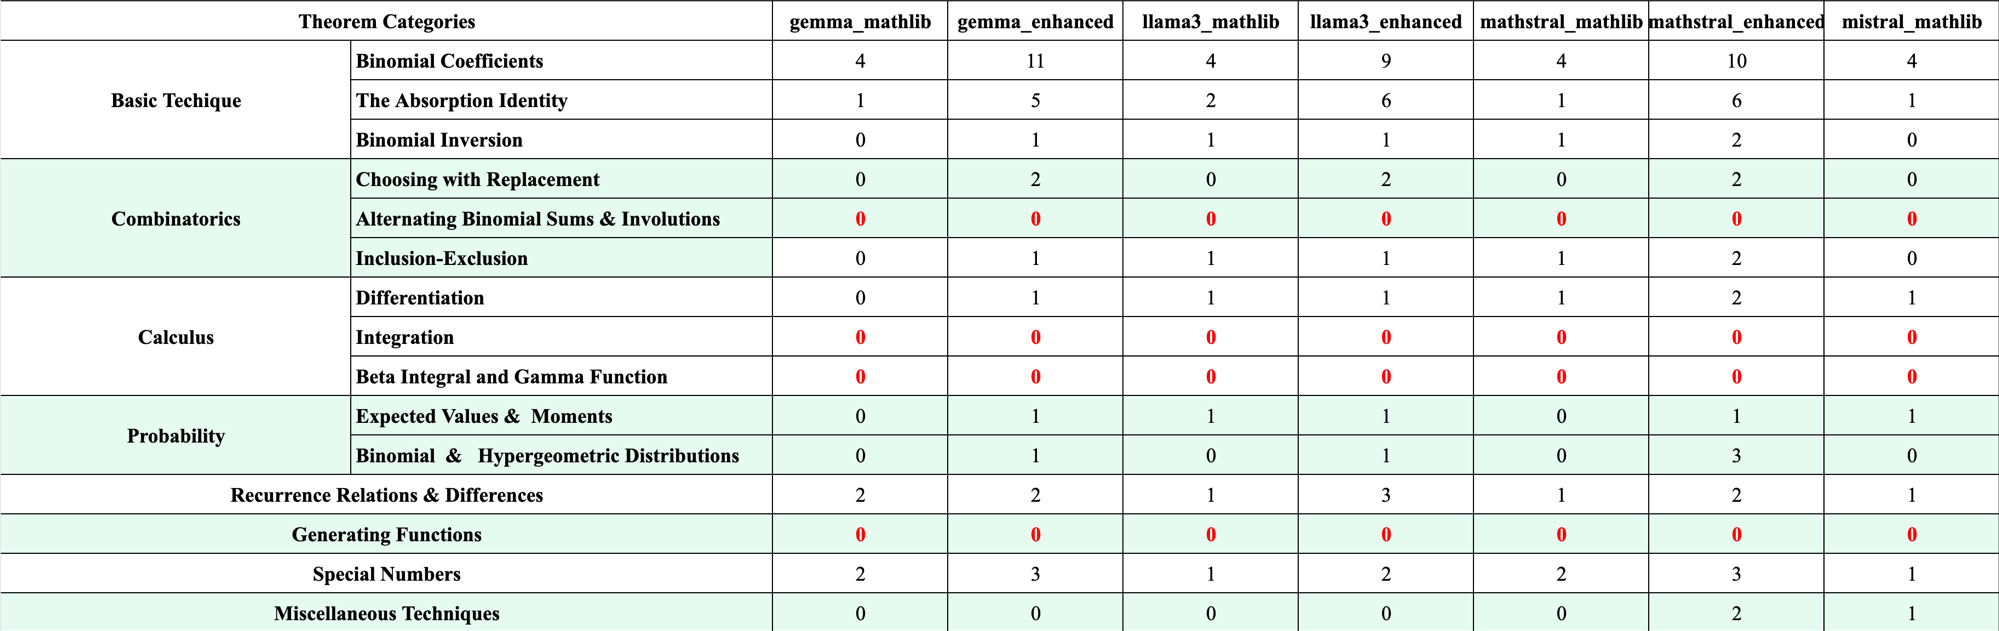 Theorem Categories gemma_mathlib gemma_enhanced llama3_mathlib llama3_enhanced mathstral_mathlib mathstral_enhanced mistral_mathlib
Basic Techique
Binomial Coefficients 4 11 4 9 4 10 4
The Absorption Identity 1 5 2 6 1 6 1
Binomial Inversion 0 1 1 1 1 2 0
Combinatorics
Choosing with Replacement 0 2 0 2 0 2 0
Alternating Binomial Sums & Involutions 0 0 0 0 0 0 0
Inclusion-Exclusion 0 1 1 1 1 2 0
Calculus
Differentiation 0 1 1 1 1 2 1
Integration 0 0 0 0 0 0 0
Beta Integral and Gamma Function 0 0 0 0 0 0 0
Probability
Expected Values & Moments 0 1 1 1 0 1 1
Binomial & Hypergeometric Distributions 0 1 0 1 0 3 0
Recurrence Relations & Differences 2 2 1 3 1 2 1
Generating Functions 0 0 0 0 0 0 0
Special Numbers 2 3 1 2 2 3 1
Miscellaneous Techniques 0 0 0 0 0 2 1